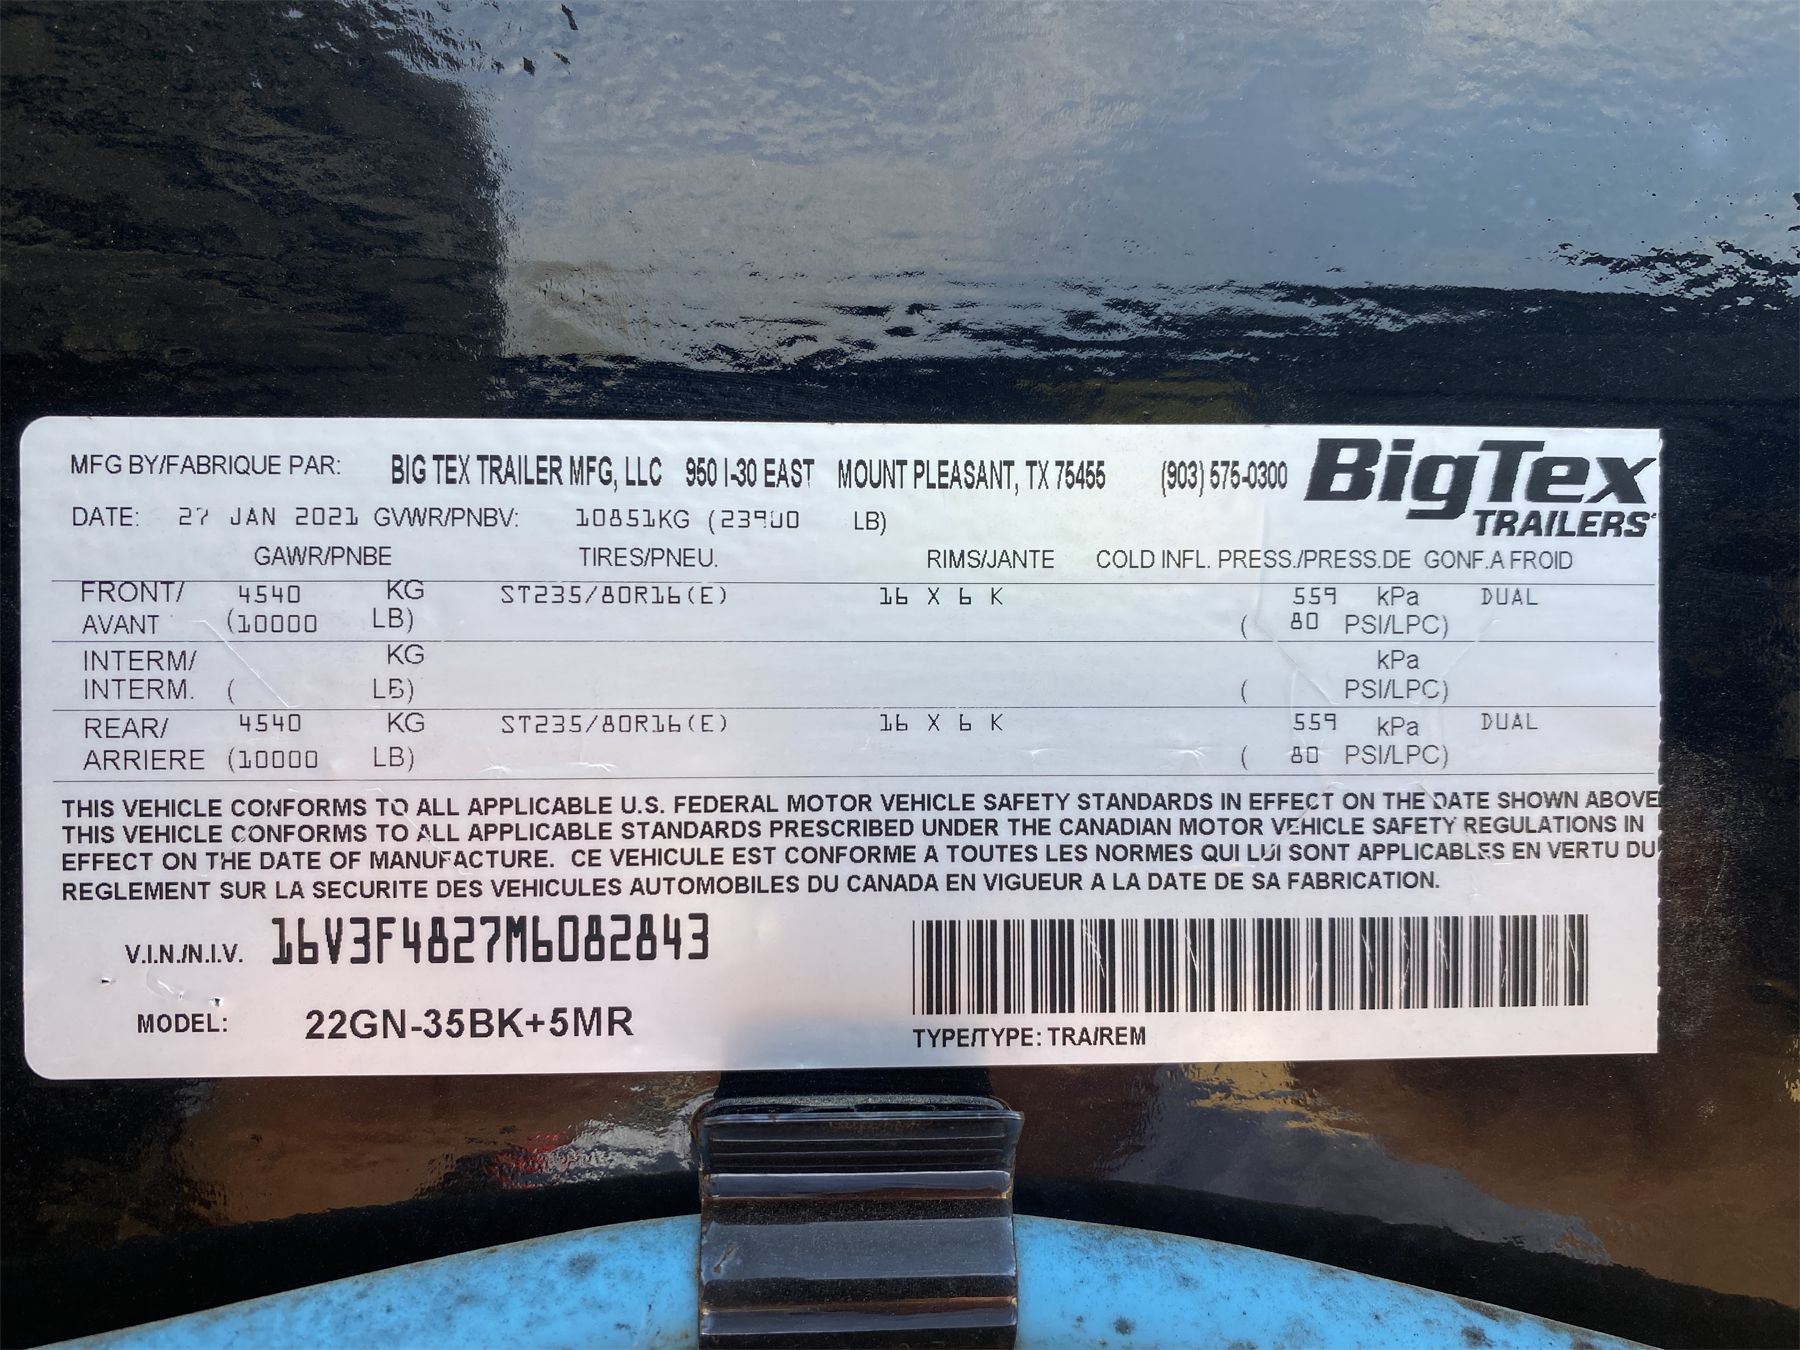 MFG BY/FABRIQUE PAR: BIG TEX TRAILER MFG, LLC 950 I-30 EAST MOUNT PLEASANT, TX 75455 (903) 575-0300 BigTex
TRAILERS
DATE: 27 JAN 2021 GVWR/PNBV: 10851KG (23900 LB)
GAWR/PNBE TIRES/PNEU. RIMS/JANTE COLD INFL. PRESS./PRESS.DE GONF.A FROID
FRONT/ 4540 KG ST235/80R16(E) 16 X 6 K 559 kPa DUAL
AVANT (10000 LB) ( 80 PSI/LPC)
INTERM/ KG kPa
INTERM. ( LB) ( PSI/LPC)
REAR/ 4540 KG ST235/80R16(E) 16 X 6 K 559 kPa DUAL
ARRIERE (10000 LB) ( 80 PSI/LPC)
THIS VEHICLE CONFORMS TO ALL APPLICABLE U.S. FEDERAL MOTOR VEHICLE SAFETY STANDARDS IN EFFECT ON THE DATE SHOWN ABOVE
THIS VEHICLE CONFORMS TO ALL APPLICABLE STANDARDS PRESCRIBED UNDER THE CANADIAN MOTOR VEHICLE SAFETY REGULATIONS IN
EFFECT ON THE DATE OF MANUFACTURE. CE VEHICULE EST CONFORME A TOUTES LES NORMES QUI LUI SONT APPLICABLES EN VERTU DU
REGLEMENT SUR LA SECURITE DES VEHICULES AUTOMOBILES DU CANADA EN VIGUEUR A LA DATE DE SA FABRICATION.
V.I.N./N.I.V. 16V3F4827M6082843
MODEL: 22GN-35BK+5MR
TYPE/TYPE: TRA/REM